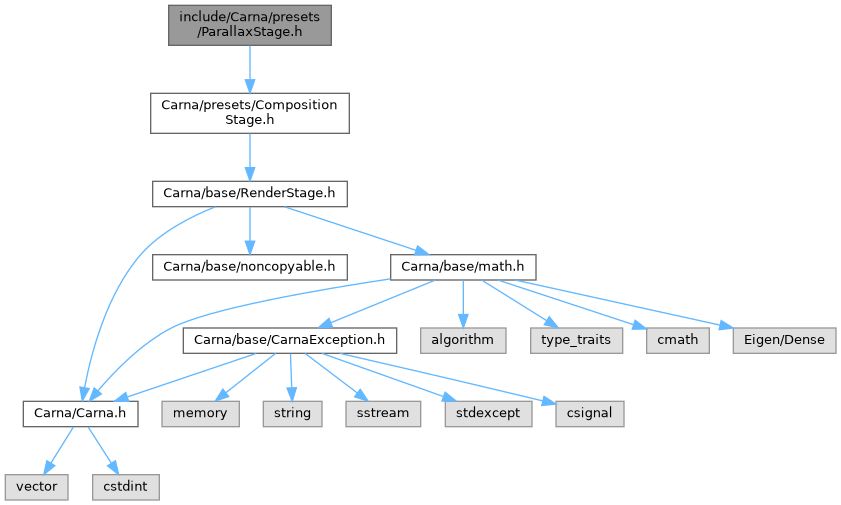 include/Carna/presets
/ParallaxStage.h
Carna/presets/Composition
Stage.h
Carna/base/RenderStage.h
Carna/base/noncopyable.h
Carna/base/math.h
Carna/base/CarnaException.h
algorithm
type_traits
cmath
Eigen/Dense
Carna/Carna.h
memory
string
sstream
stdexcept
csignal
vector
cstdint